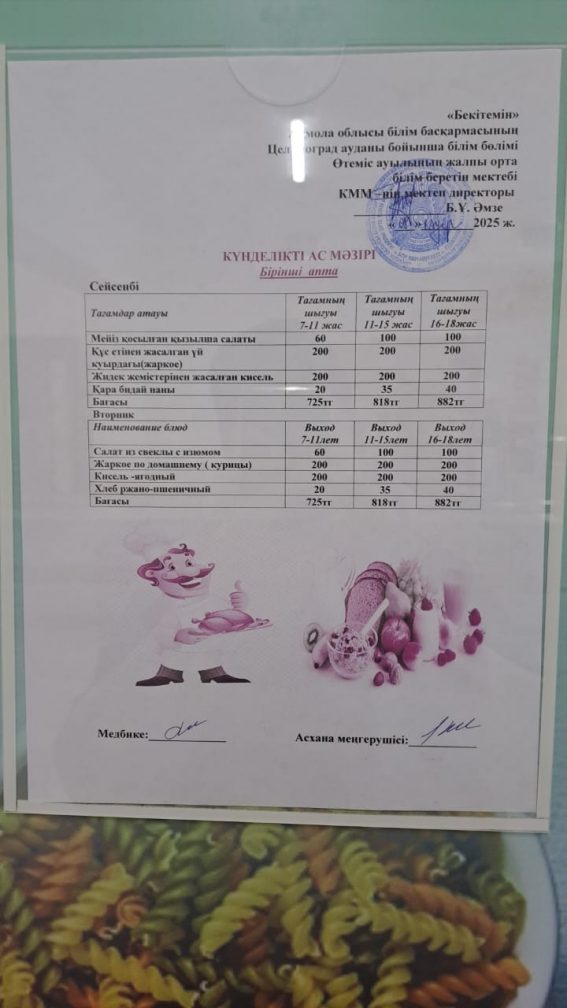 «Бекітемін»
мола облысы білім басқармасының
Целиноград ауданы бойынша білім бөлімі
Өтеміс ауылының жалпы орта
білім беретін мектебі
КММ –нің мектеп директоры
Б.Ұ. Әмзе
2025 ж.
КҮНДЕЛІКТІ АС МӘЗІРІ
Бірінші апта
Сейсенбі
Тағамдар атауы Тағамның шығуы 7-11 жас Тағамның шығуы 11-15 жас Тағамның шығуы 16-18жас
Мейіз қосылған қызылша салаты 60 100 100
Құс етінен жасалған үй қуырдағы(жаркое) 200 200 200
Жидек жемістерінен жасалған кисель 200 200 200
Қара бидай наны 20 35 40
Бағасы 725тг 818тг 882тг
Вторник
Наименование блюд Выход 7-11лет Выход 11-15лет Выход 16-18лет
Салат из свеклы с изюмом 60 100 100
Жаркое по домашнему ( курицы) 200 200 200
Кисель -ягодный 200 200 200
Хлеб ржано-пшеничный 20 35 40
Бағасы 725тг 818тг 882тг
Медбике:
Асхана меңгерушісі: